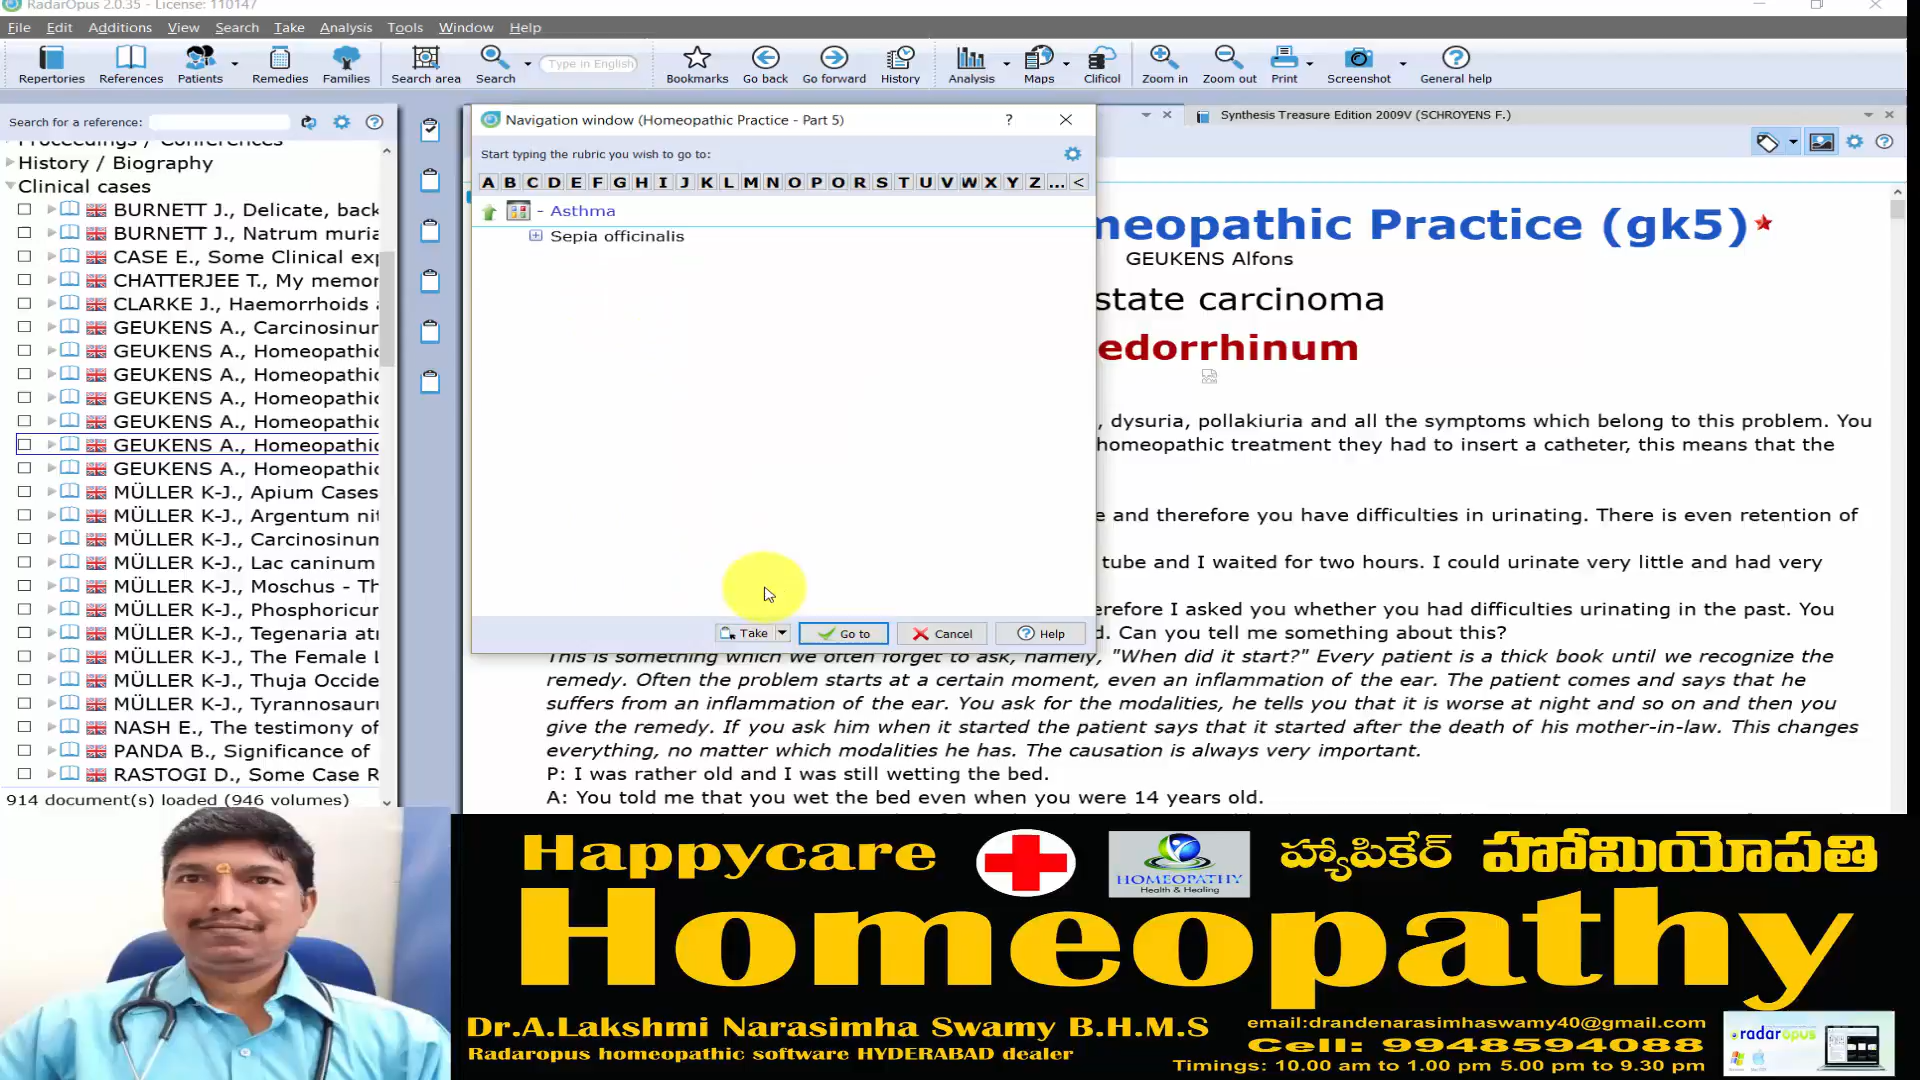 RadarOpus 2.0.35 - License: 110147
File Edit Additions View Search Take Analysis Tools Window Help
Repertories References Patients Remedies Families Search area Search Type in English Bookmarks Go back Go forward History Analysis Maps Clificol Zoom in Zoom out Print Screenshot General help
Search for a reference:
Proceedings / Conferences
History / Biography
Clinical cases
BURNETT J., Delicate, back
BURNETT J., Natrum muria
CASE E., Some Clinical exp
CHATTERJEE T., My memo
CLARKE J., Haemorrhoids
GEUKENS A., Carcinosinur
GEUKENS A., Homeopathic
GEUKENS A., Homeopathic
GEUKENS A., Homeopathic
GEUKENS A., Homeopathic
GEUKENS A., Homeopathic
GEUKENS A., Homeopathic
MÜLLER K-J., Apium Cases
MÜLLER K-J., Argentum nit
MÜLLER K-J., Carcinosinum
MÜLLER K-J., Lac caninum
MÜLLER K-J., Moschus - Th
MÜLLER K-J., Phosphoricur
MÜLLER K-J., Tegenaria atr
MÜLLER K-J., The Female L
MÜLLER K-J., Thuja Occide
MÜLLER K-J., Tyrannosauru
NASH E., The testimony of
PANDA B., Significance of
RASTOGI D., Some Case R
914 document(s) loaded (946 volumes)
Navigation window (Homeopathic Practice - Part 5)
Start typing the rubric you wish to go to:
A B C D E F G H I J K L M N O P Q R S T U V W X Y Z ... <
- Asthma
Sepia officinalis
Take Go to Cancel Help
Synthesis Treasure Edition 2009V (SCHROYENS F.)
meopathic Practice (gk5)
GEUKENS Alfons
state carcinoma
edorrhinum
, dysuria, pollakiuria and all the symptoms which belong to this problem. You
homeopathic treatment they had to insert a catheter, this means that the
e and therefore you have difficulties in urinating. There is even retention of
tube and I waited for two hours. I could urinate very little and had very
erefore I asked you whether you had difficulties urinating in the past. You
d. Can you tell me something about this?
This is something which we often forget to ask, namely, "When did it start?" Every patient is a thick book until we recognize the
remedy. Often the problem starts at a certain moment, even an inflammation of the ear. The patient comes and says that he
suffers from an inflammation of the ear. You ask for the modalities, he tells you that it is worse at night and so on and then you
give the remedy. If you ask him when it started the patient says that it started after the death of his mother-in-law. This changes
everything, no matter which modalities he has. The causation is always very important.
P: I was rather old and I was still wetting the bed.
A: You told me that you wet the bed even when you were 14 years old.
Happycare
HOMEOPATHY
Health & Healing
హ్యాపికేర్ హోమియోపతి
Homeopathy
Dr.A.Lakshmi Narasimha Swamy B.H.M.S
Radaropus homeopathic software HYDERABAD dealer
email:drandenarasimhaswamy40@gmail.com
Cell: 9948594088
Timings: 10.00 am to 1.00 pm 5.00 pm to 9.30 pm
radaropus